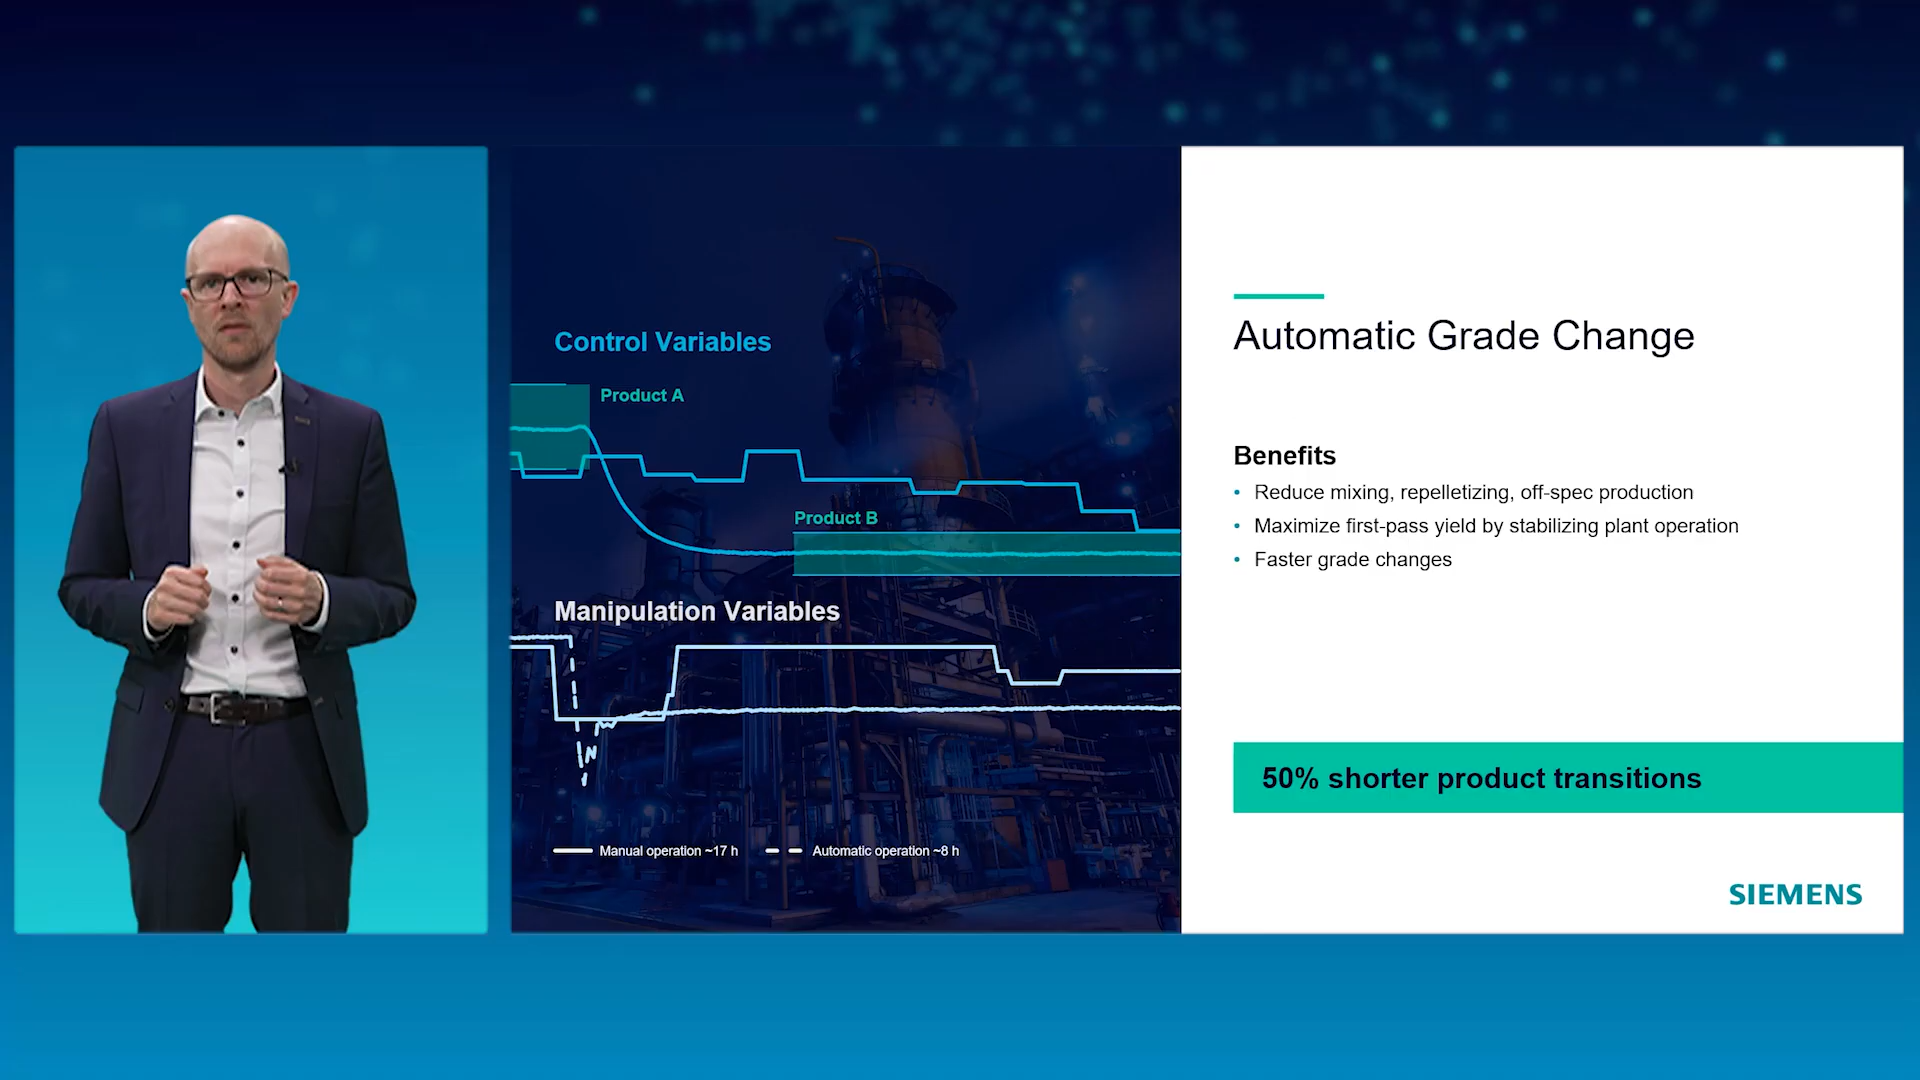 Control Variables
Product A
Product B
Manipulation Variables
Manual operation ~17 h
Automatic operation ~8 h
Automatic Grade Change
Benefits
• Reduce mixing, repelletizing, off-spec production
• Maximize first-pass yield by stabilizing plant operation
• Faster grade changes
50% shorter product transitions
SIEMENS